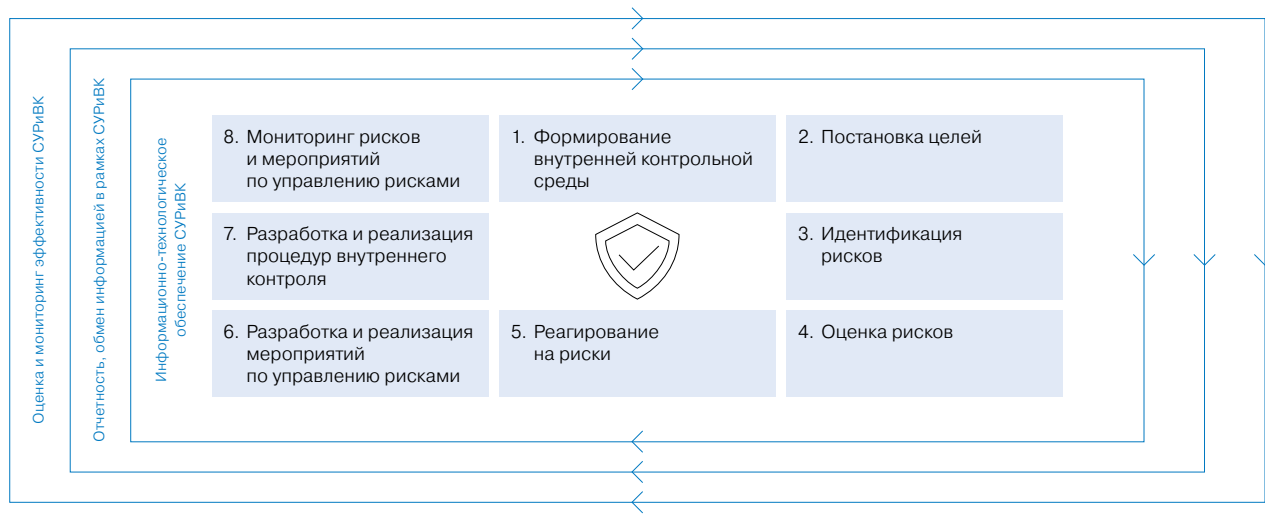 Оценка и мониторинг эффективности СУРиВК
Отчетность, обмен информацией в рамках СУРиВК
Информационно-технологическое
обеспечение СУРиВК
8. Мониторинг рисков
и мероприятий
по управлению рисками
1. Формирование
внутренней контрольной
среды
2. Постановка целей
7. Разработка и реализация
процедур внутреннего
контроля
3. Идентификация
рисков
6. Разработка и реализация
мероприятий
по управлению рисками
5. Реагирование
на риски
4. Оценка рисков